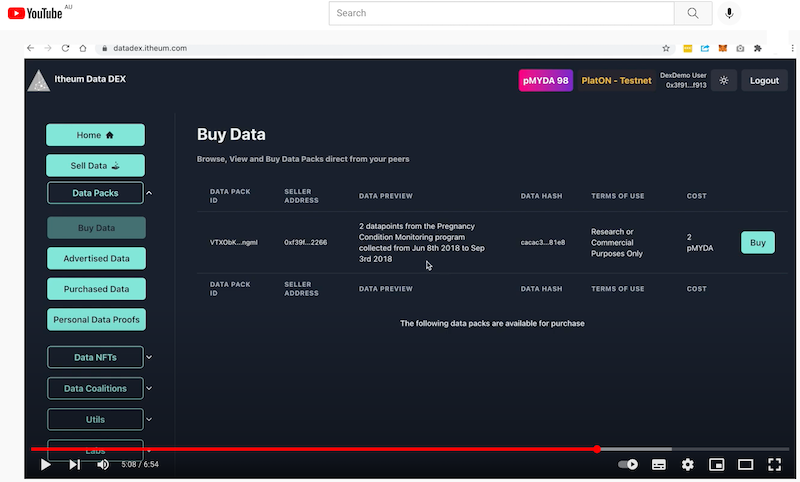 YouTube AU
Search
datadex.itheum.com
Itheum Data DEX
pMYDA 98
PlatON - Testnet
DexDemo User
0x3f91...f913
Logout
Home
Sell Data
Data Packs
Buy Data
Advertised Data
Purchased Data
Personal Data Proofs
Data NFTs
Data Coalitions
Utils
Labs
Buy Data
Browse, View and Buy Data Packs direct from your peers
DATA PACK ID
SELLER ADDRESS
DATA PREVIEW
DATA HASH
TERMS OF USE
COST
VTXObK...ngml
0xf39f...2266
2 datapoints from the Pregnancy
Condition Monitoring program
collected from Jun 8th 2018 to Sep
3rd 2018
cacac3...81e8
Research or
Commercial
Purposes Only
2
pMYDA
Buy
DATA PACK ID
SELLER ADDRESS
DATA PREVIEW
DATA HASH
TERMS OF USE
COST
The following data packs are available for purchase
5:08 / 6:54